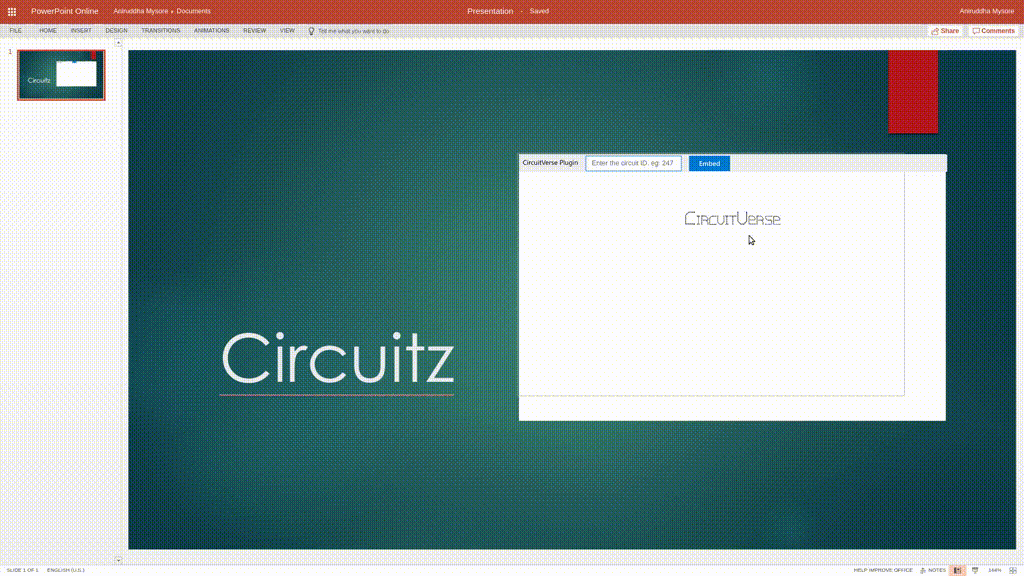 PowerPoint Online
Aniruddha Mysore ▸ Documents
Presentation - Saved
Aniruddha Mysore
FILE HOME INSERT DESIGN TRANSITIONS ANIMATIONS REVIEW VIEW Tell me what you want to do
Share Comments
1
Circuitz
CircuitVerse Plugin Enter the circuit ID. eg: 247 Embed
CircuitVerse
Circuitz
SLIDE 1 OF 1 ENGLISH (U.S.)
HELP IMPROVE OFFICE NOTES